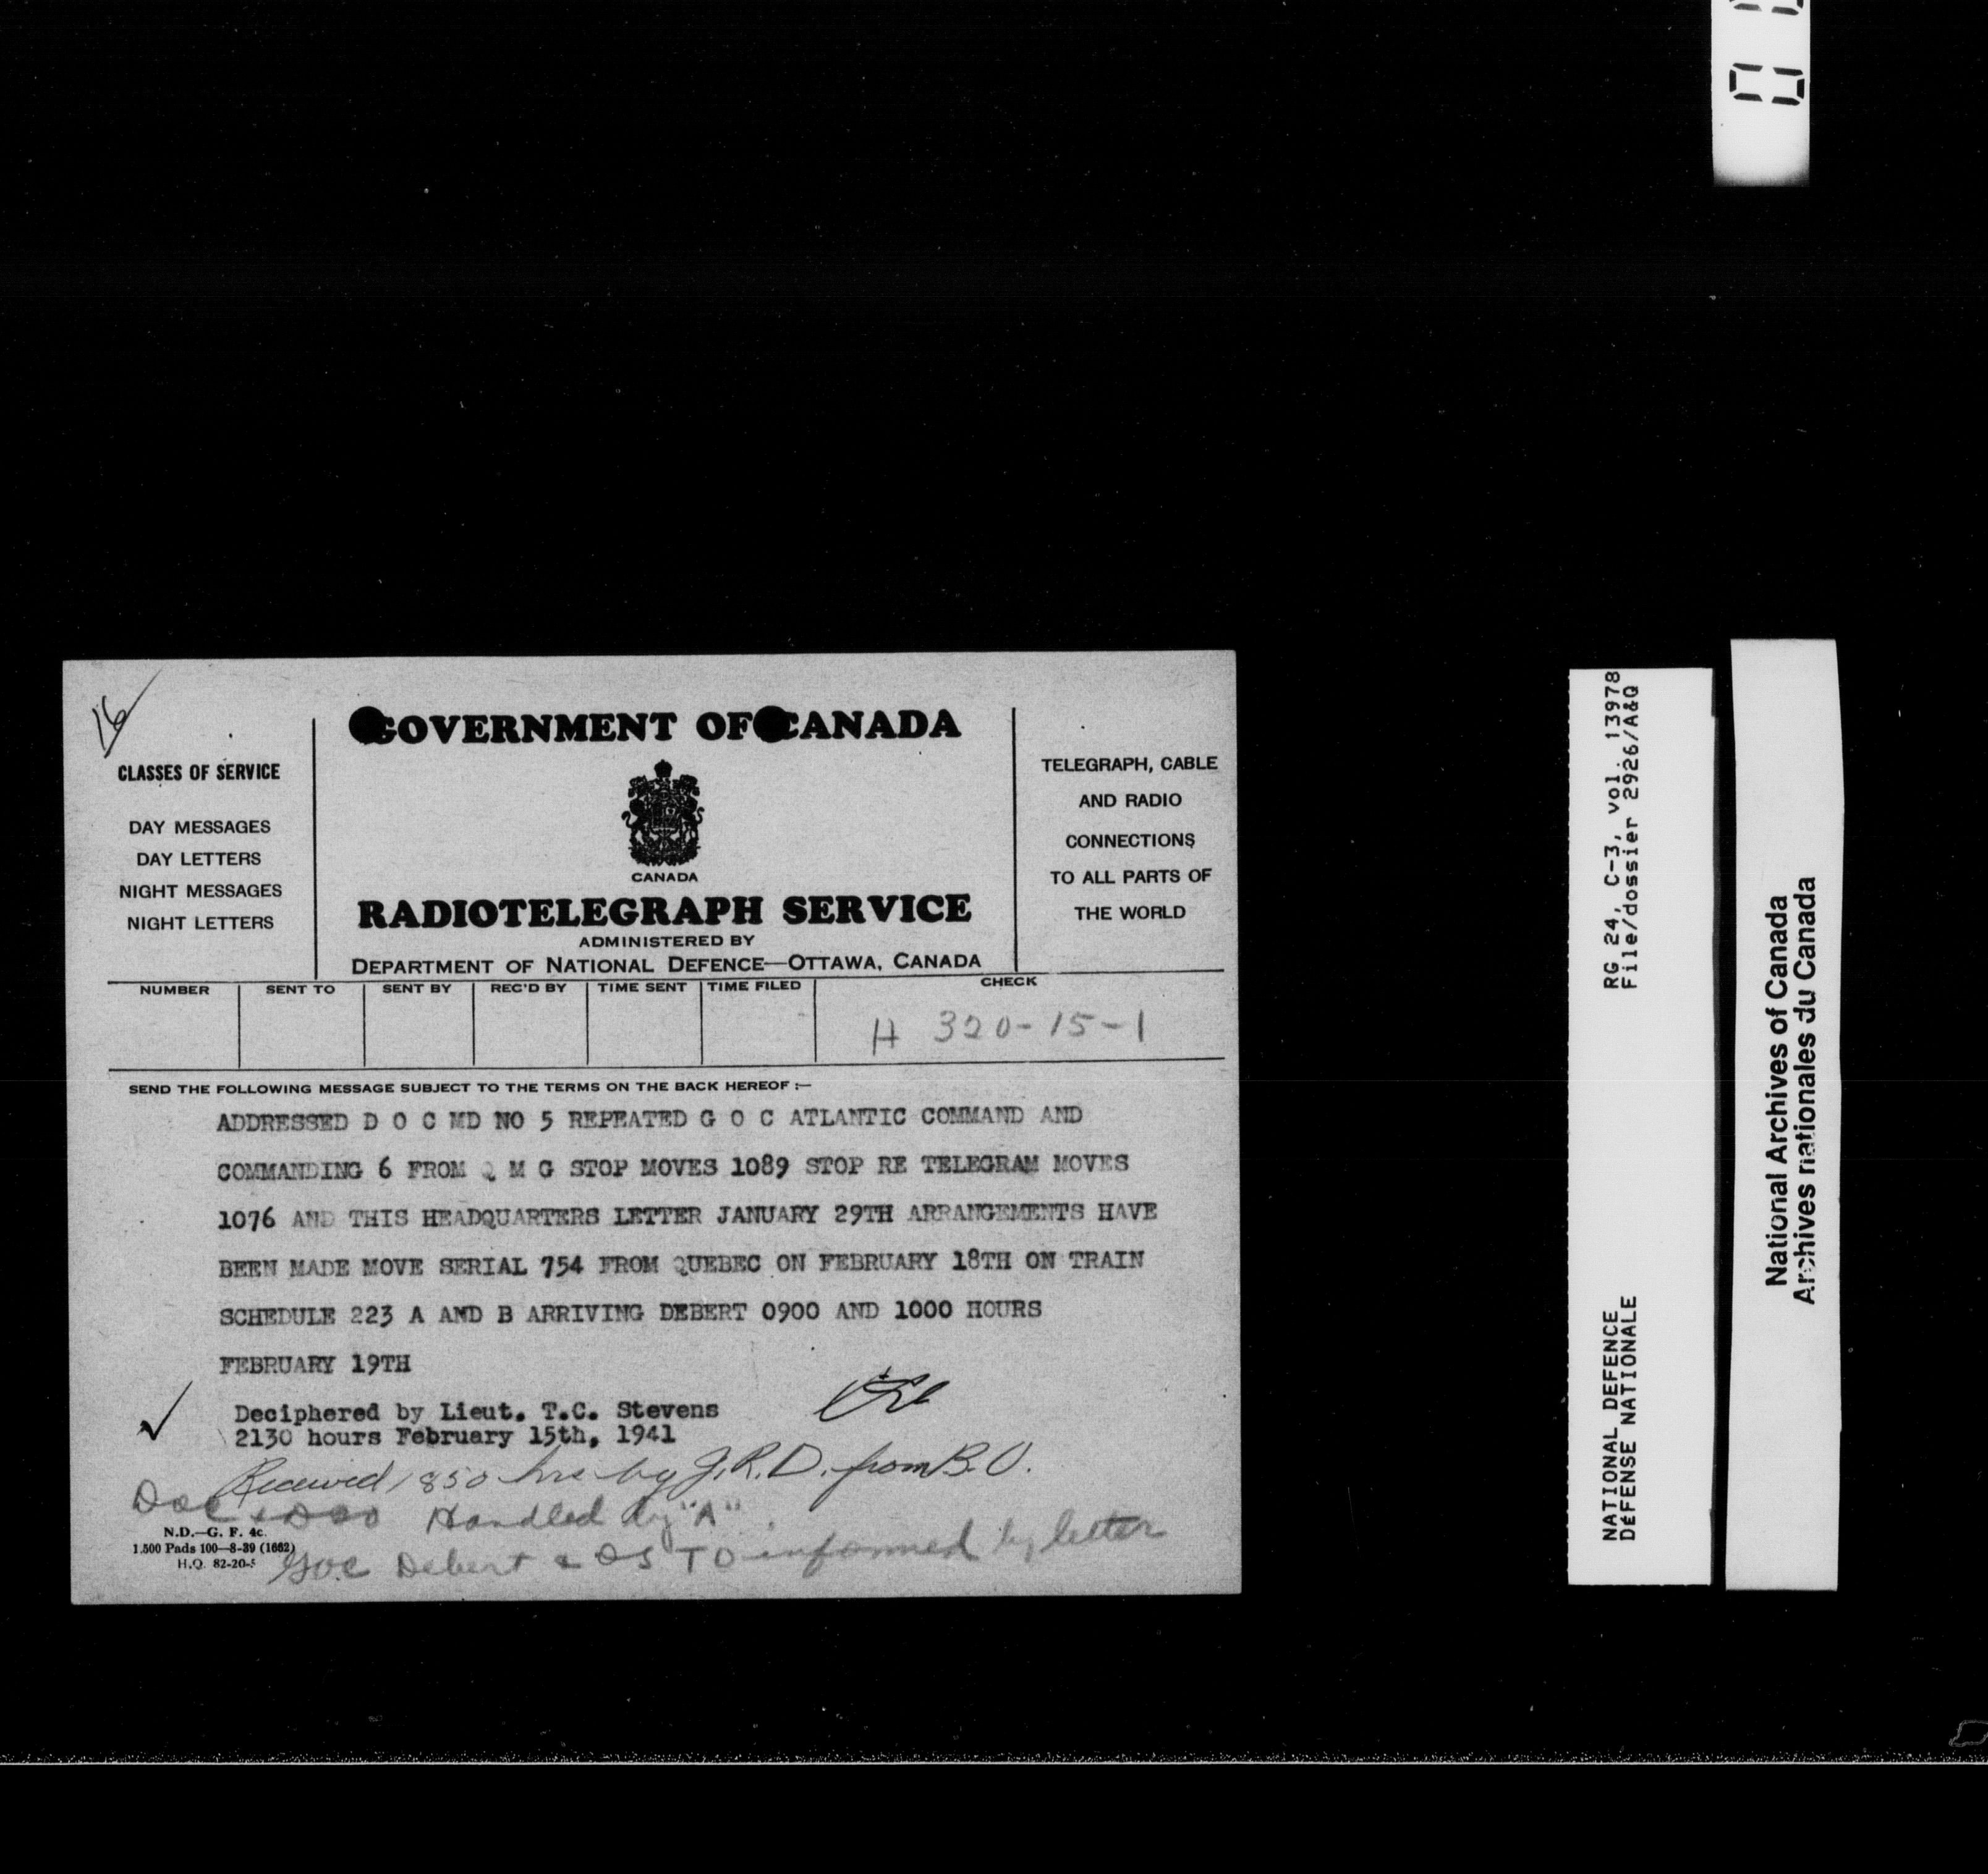 16
GOVERNMENT OF CANADA
CLASSES OF SERVICE
DAY MESSAGES
DAY LETTERS
NIGHT MESSAGES
NIGHT LETTERS
CANADA
RADIOTELEGRAPH SERVICE
ADMINISTERED BY
DEPARTMENT OF NATIONAL DEFENCE—OTTAWA, CANADA
TELEGRAPH, CABLE
AND RADIO
CONNECTIONS
TO ALL PARTS OF
THE WORLD
NUMBER SENT TO SENT BY REC'D BY TIME SENT TIME FILED CHECK
H 320-15-1
SEND THE FOLLOWING MESSAGE SUBJECT TO THE TERMS ON THE BACK HEREOF :—
ADDRESSED D O C MD NO 5 REPEATED G O C ATLANTIC COMMAND AND
COMMANDING 6 FROM Q M G STOP MOVES 1089 STOP RE TELEGRAM MOVES
1076 AND THIS HEADQUARTERS LETTER JANUARY 29TH ARRANGEMENTS HAVE
BEEN MADE MOVE SERIAL 754 FROM QUEBEC ON FEBRUARY 18TH ON TRAIN
SCHEDULE 223 A AND B ARRIVING DEBERT 0900 AND 1000 HOURS
FEBRUARY 19TH
Deciphered by Lieut. T.C. Stevens
2130 hours February 15th, 1941
Received 1850 hrs by J.R.D. from B.O.
Handled by "A"
N.D.—G. F. 4c.
1,500 Pads 100—8-39 (1662)
H.Q. 82-20-5
GOC Debert & DSTO informed by letter
RG 24, C-3, vol. 13978
File/dossier 2926/A&Q
NATIONAL DEFENCE
DÉFENSE NATIONALE
National Archives of Canada
Archives nationales du Canada